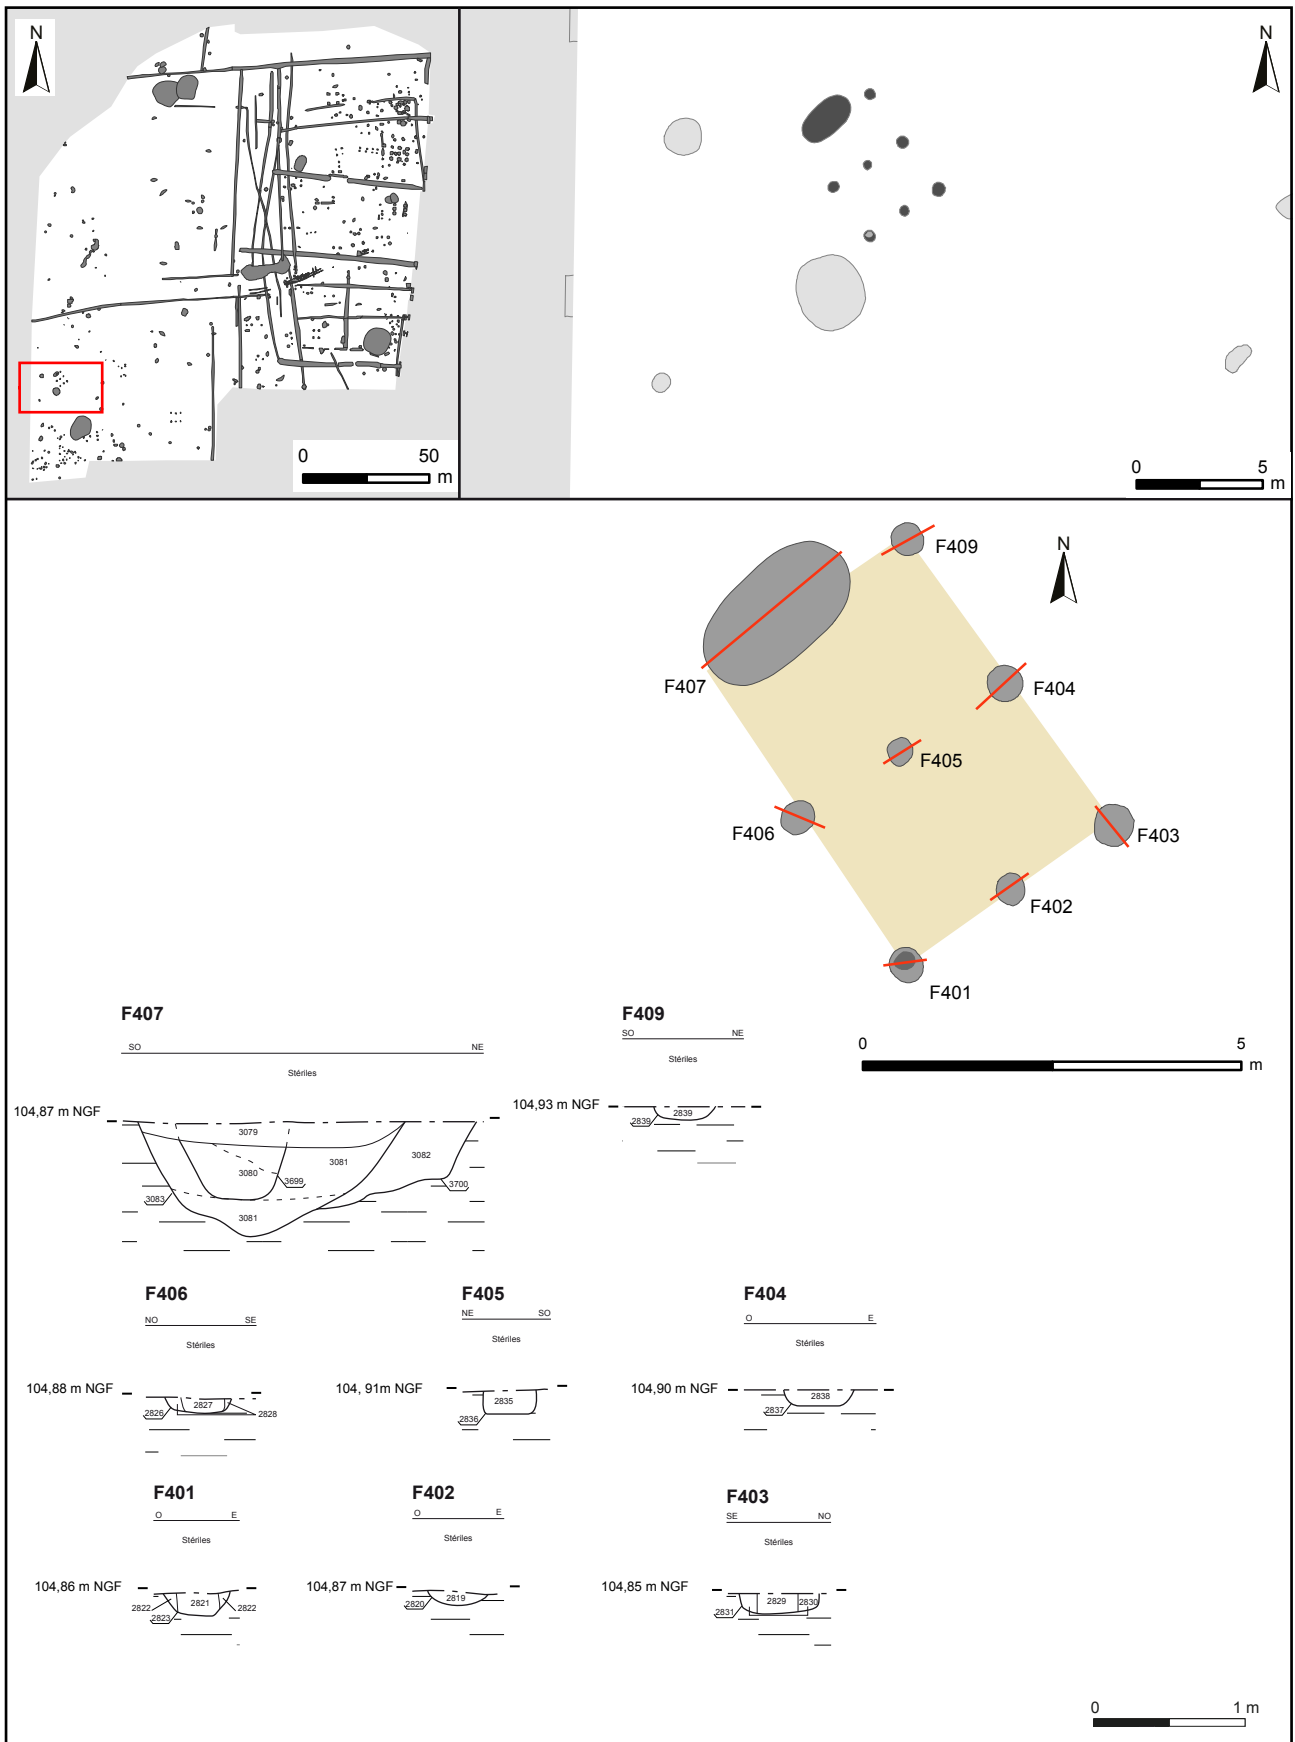 N
0 50
m
N
0 5
m
N
F409
F407
F404
F405
F406
F403
F402
F401
0 5
m
F407
SO NE
Stériles
104,87 m NGF
3079
3080
3081
3082
3699
3700
3083
3081
F409
SO NE
Stériles
104,93 m NGF
2839
2839
F406
NO SE
Stériles
104,88 m NGF
2827
2826
2828
F405
NE SO
Stériles
104, 91m NGF
2835
2836
F404
O E
Stériles
104,90 m NGF
2838
2837
F401
O E
Stériles
104,86 m NGF
2822 2821 2822
2823
F402
O E
Stériles
104,87 m NGF
2819
2820
F403
SE NO
Stériles
104,85 m NGF
2829 2830
2831
0 1 m